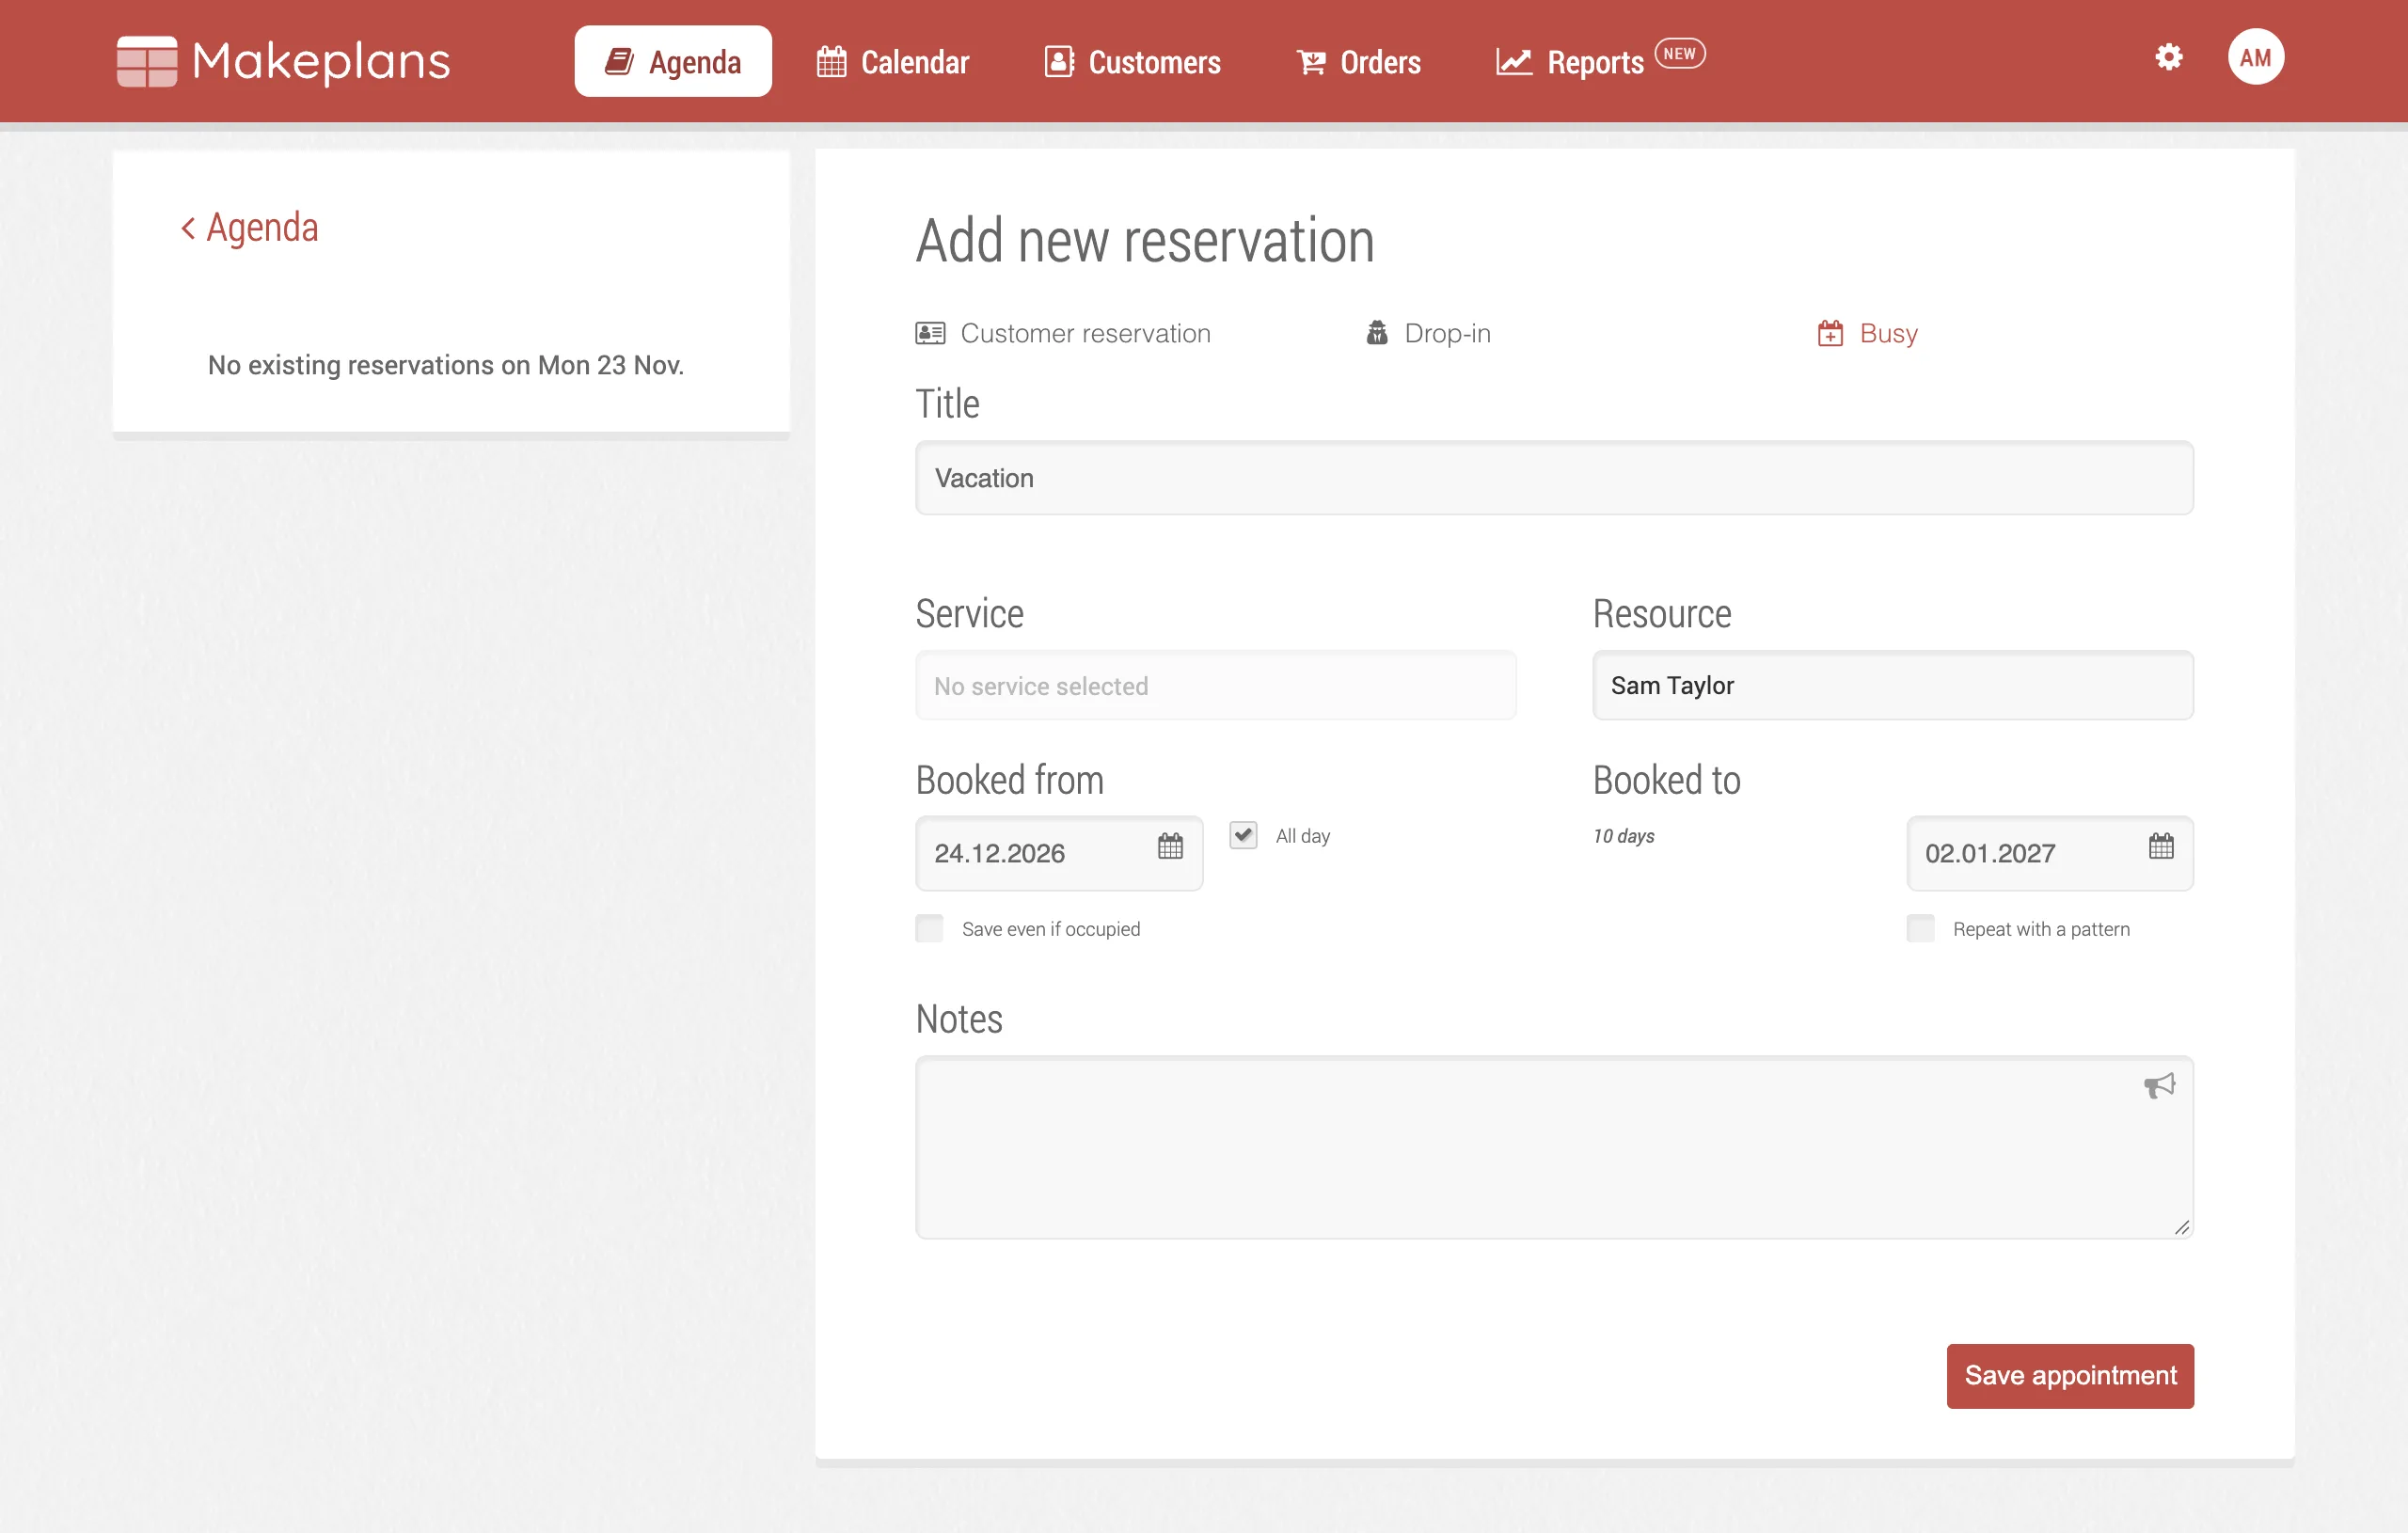 Makeplans
Agenda
Calendar
Customers
Orders
Reports NEW
AM
Agenda
No existing reservations on Mon 23 Nov.
Add new reservation
Customer reservation
Drop-in
Busy
Title
Vacation
Service
Resource
No service selected
Sam Taylor
Booked from
Booked to
24.12.2026
All day
10 days
02.01.2027
Save even if occupied
Repeat with a pattern
Notes
Save appointment